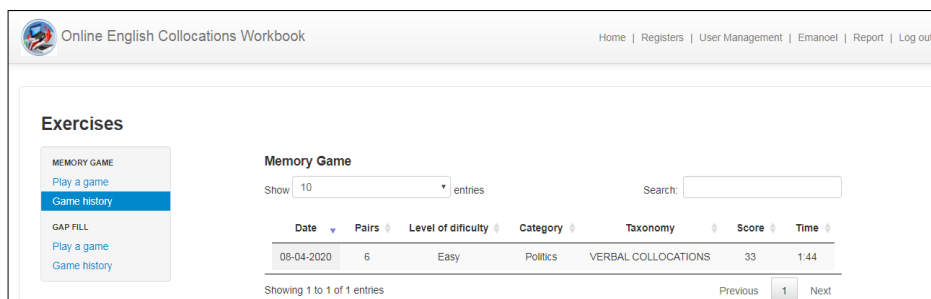 Online English Collocations Workbook
Home | Registers | User Management | Emanoel | Report | Log out
Exercises
MEMORY GAME
Play a game
Game history
GAP FILL
Play a game
Game history
Memory Game
Show 10 entries
Search:
Date Pairs Level of dificulty Category Taxonomy Score Time
08-04-2020 6 Easy Politics VERBAL COLLOCATIONS 33 1:44
Showing 1 to 1 of 1 entries
Previous 1 Next